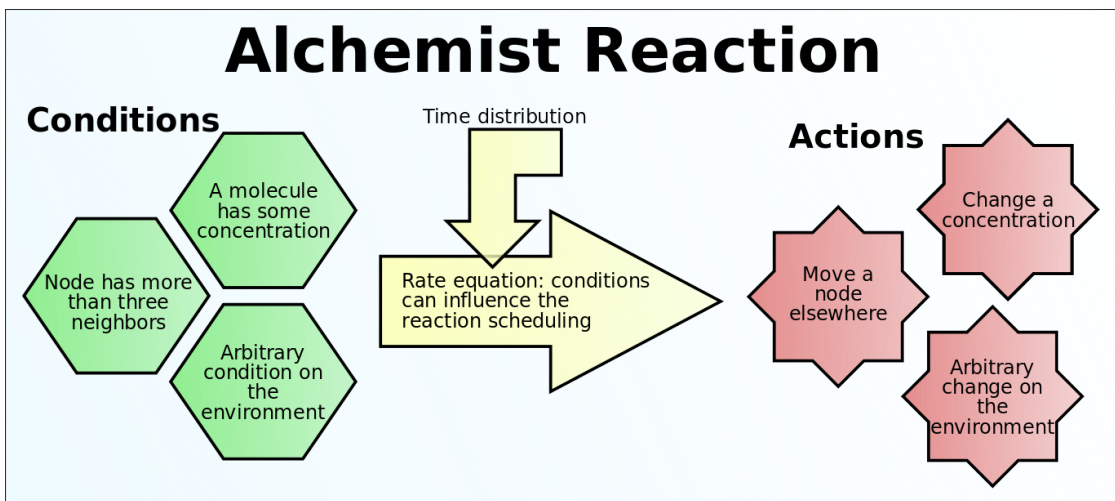 Alchemist Reaction
Conditions
A molecule
has some
concentration
Node has more
than three
neighbors
Arbitrary
condition on
the
environment
Time distribution
Rate equation: conditions
can influence the
reaction scheduling
Actions
Change a
concentration
Move a
node
elsewhere
Arbitrary
change on
the
environment